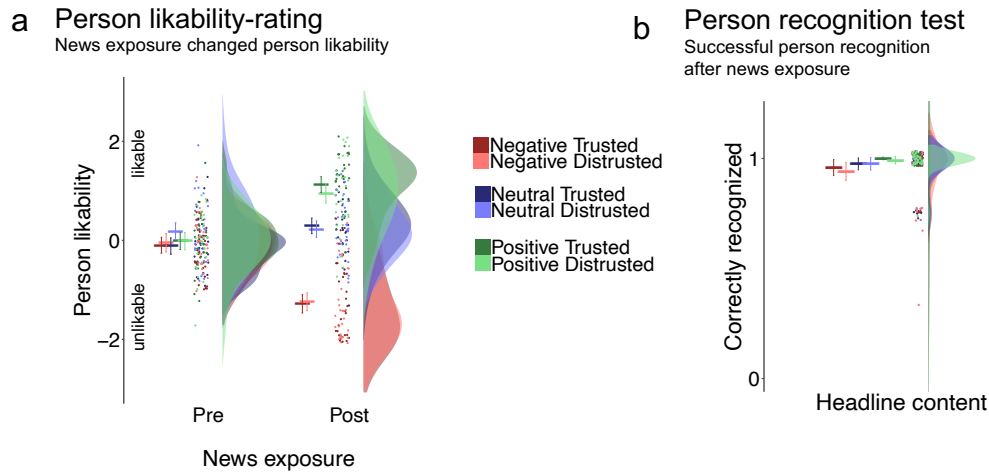 a
Person likability-rating
News exposure changed person likability
Person likability
likable
unlikable
2
0
−2
Pre
Post
News exposure
Negative Trusted
Negative Distrusted
Neutral Trusted
Neutral Distrusted
Positive Trusted
Positive Distrusted
b
Person recognition test
Successful person recognition
after news exposure
Correctly recognized
1
0
Headline content